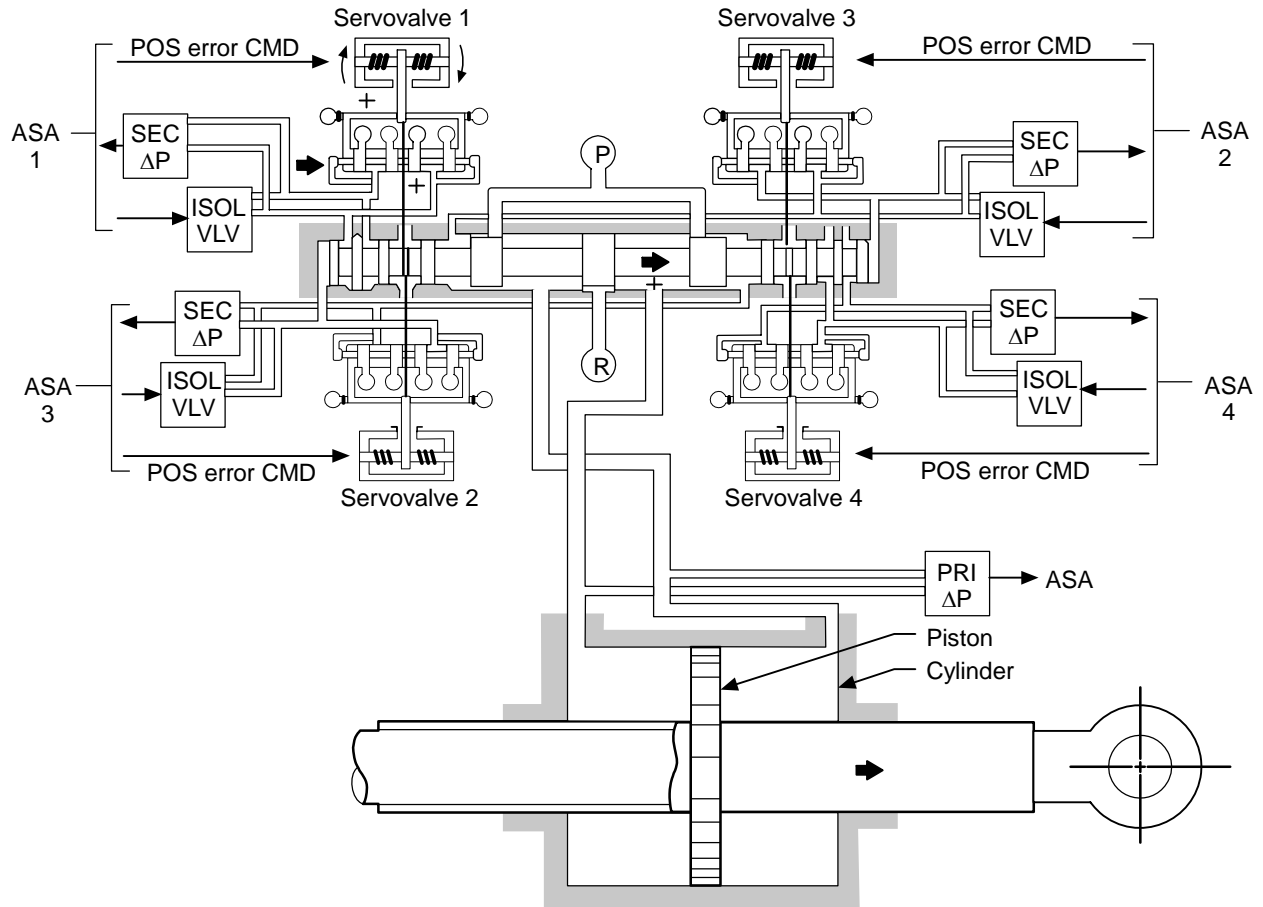 Servovalve 1
Servovalve 3
POS error CMD
POS error CMD
ASA
1
SEC
ΔP
ISOL
VLV
P
SEC
ΔP
ISOL
VLV
ASA
2
ASA
3
SEC
ΔP
ISOL
VLV
R
SEC
ΔP
ISOL
VLV
ASA
4
POS error CMD
POS error CMD
Servovalve 2
Servovalve 4
PRI
ΔP
ASA
Piston
Cylinder